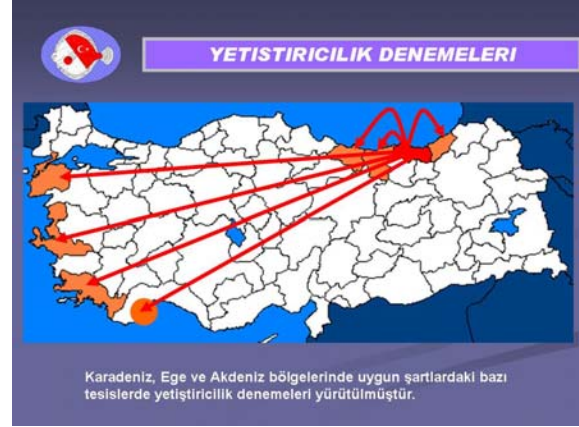 YETISTIRICILIK DENEMELERI
Karadeniz, Ege ve Akdeniz bölgelerinde uygun şartlardaki bazı
tesislerde yetiştiricilik denemeleri yürütülmüştür.